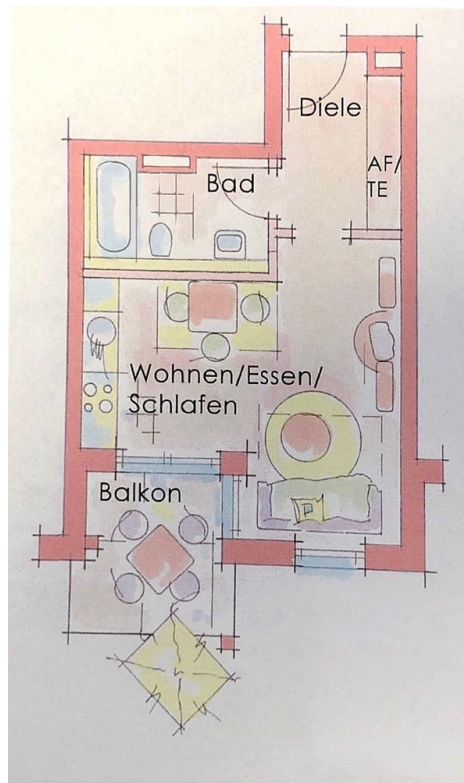 Diele
AF/
TE
Bad
Wohnen/Essen/
Schlafen
Balkon